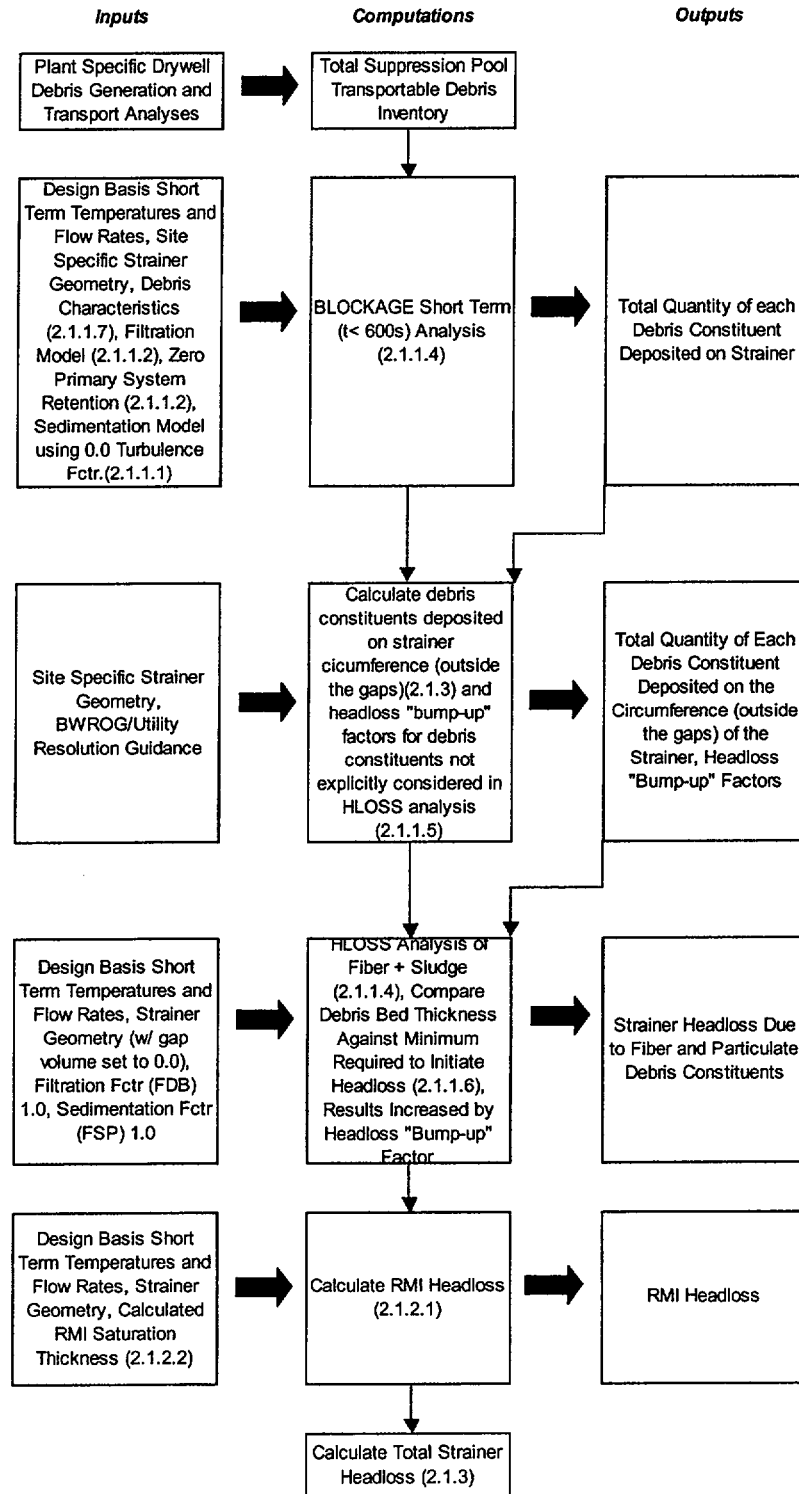 Inputs
Computations
Outputs
Plant Specific Drywell
Debris Generation and
Transport Analyses
Total Suppression Pool
Transportable Debris
Inventory
Design Basis Short
Term Temperatures and
Flow Rates, Site
Specific Strainer
Geometry, Debris
Characteristics
(2.1.1.7), Filtration
Model (2.1.1.2), Zero
Primary System
Retention (2.1.1.2),
Sedimentation Model
using 0.0 Turbulence
Fctr.(2.1.1.1)
BLOCKAGE Short Term
(t< 600s) Analysis
(2.1.1.4)
Total Quantity of each
Debris Constituent
Deposited on Strainer
Site Specific Strainer
Geometry,
BWROG/Utility
Resolution Guidance
Calculate debris
constituents deposited
on strainer
cicumference (outside
the gaps)(2.1.3) and
headloss "bump-up"
factors for debris
constituents not
explicitly considered in
HLOSS analysis
(2.1.1.5)
Total Quantity of Each
Debris Constituent
Deposited on the
Circumference (outside
the gaps) of the
Strainer, Headloss
"Bump-up" Factors
Design Basis Short
Term Temperatures and
Flow Rates, Strainer
Geometry (w/ gap
volume set to 0.0),
Filtration Fctr (FDB)
1.0, Sedimentation Fctr
(FSP) 1.0
HLOSS Analysis of
Fiber + Sludge
(2.1.1.4), Compare
Debris Bed Thickness
Against Minimum
Required to Initiate
Headloss (2.1.1.6),
Results Increased by
Headloss "Bump-up"
Factor
Strainer Headloss Due
to Fiber and Particulate
Debris Constituents
Design Basis Short
Term Temperatures and
Flow Rates, Strainer
Geometry, Calculated
RMI Saturation
Thickness (2.1.2.2)
Calculate RMI Headloss
(2.1.2.1)
RMI Headloss
Calculate Total Strainer
Headloss (2.1.3)